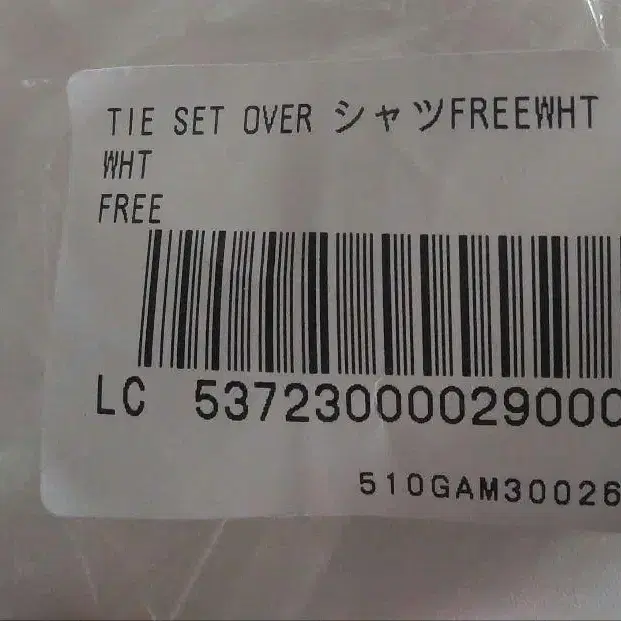 TIE SET OVER シャツFREEWHT
WHT
FREE
LC 5372300002900
510GAM30026